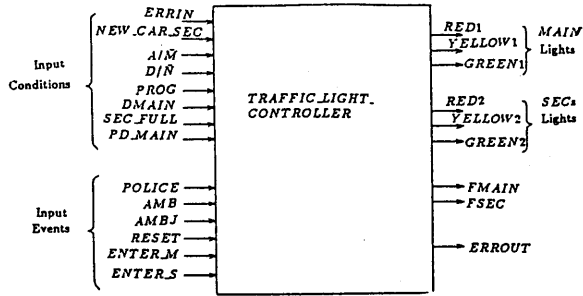 Input
Conditions
ERRIN
NEW_CAR_SEC
A/M̄
D/N̄
PROG
DMAIN
SEC_FULL
PD_MAIN
Input
Events
POLICE
AMB
AMBJ
RESET
ENTER_M
ENTER_S
TRAFFIC_LIGHT_
CONTROLLER
RED1
YELLOW1
GREEN1
MAIN
Lights
RED2
YELLOW2
GREEN2
SECs
Lights
FMAIN
FSEC
ERROUT